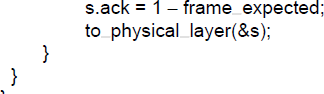 s.ack = 1 – frame_expected;
to_physical_layer(&s);
}
}